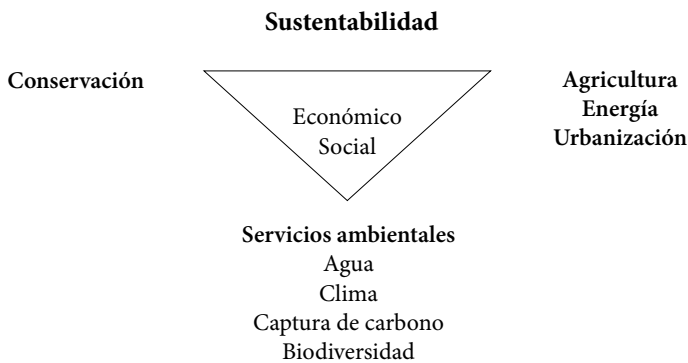 Sustentabilidad
Conservación
Económico
Social
Agricultura
Energía
Urbanización
Servicios ambientales
Agua
Clima
Captura de carbono
Biodiversidad